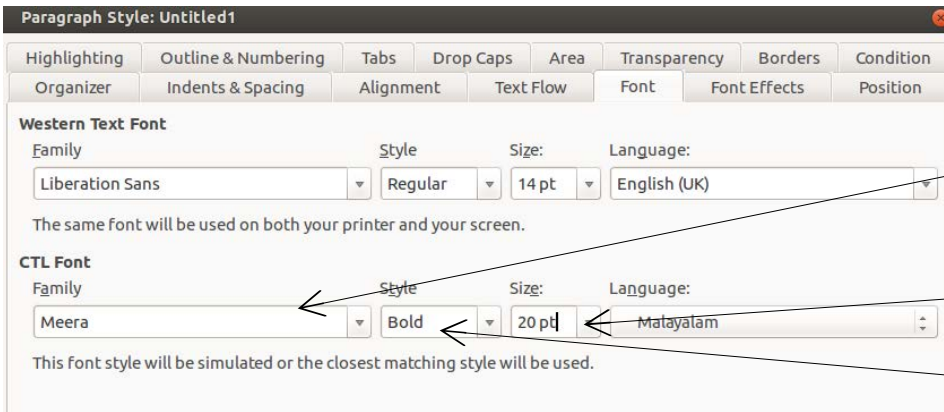 Paragraph Style: Untitled1
Highlighting Outline & Numbering Tabs Drop Caps Area Transparency Borders Condition
Organizer Indents & Spacing Alignment Text Flow Font Font Effects Position
Western Text Font
Family Style Size: Language:
Liberation Sans Regular 14 pt English (UK)
The same font will be used on both your printer and your screen.
CTL Font
Family Style Size: Language:
Meera Bold 20 pt Malayalam
This font style will be simulated or the closest matching style will be used.